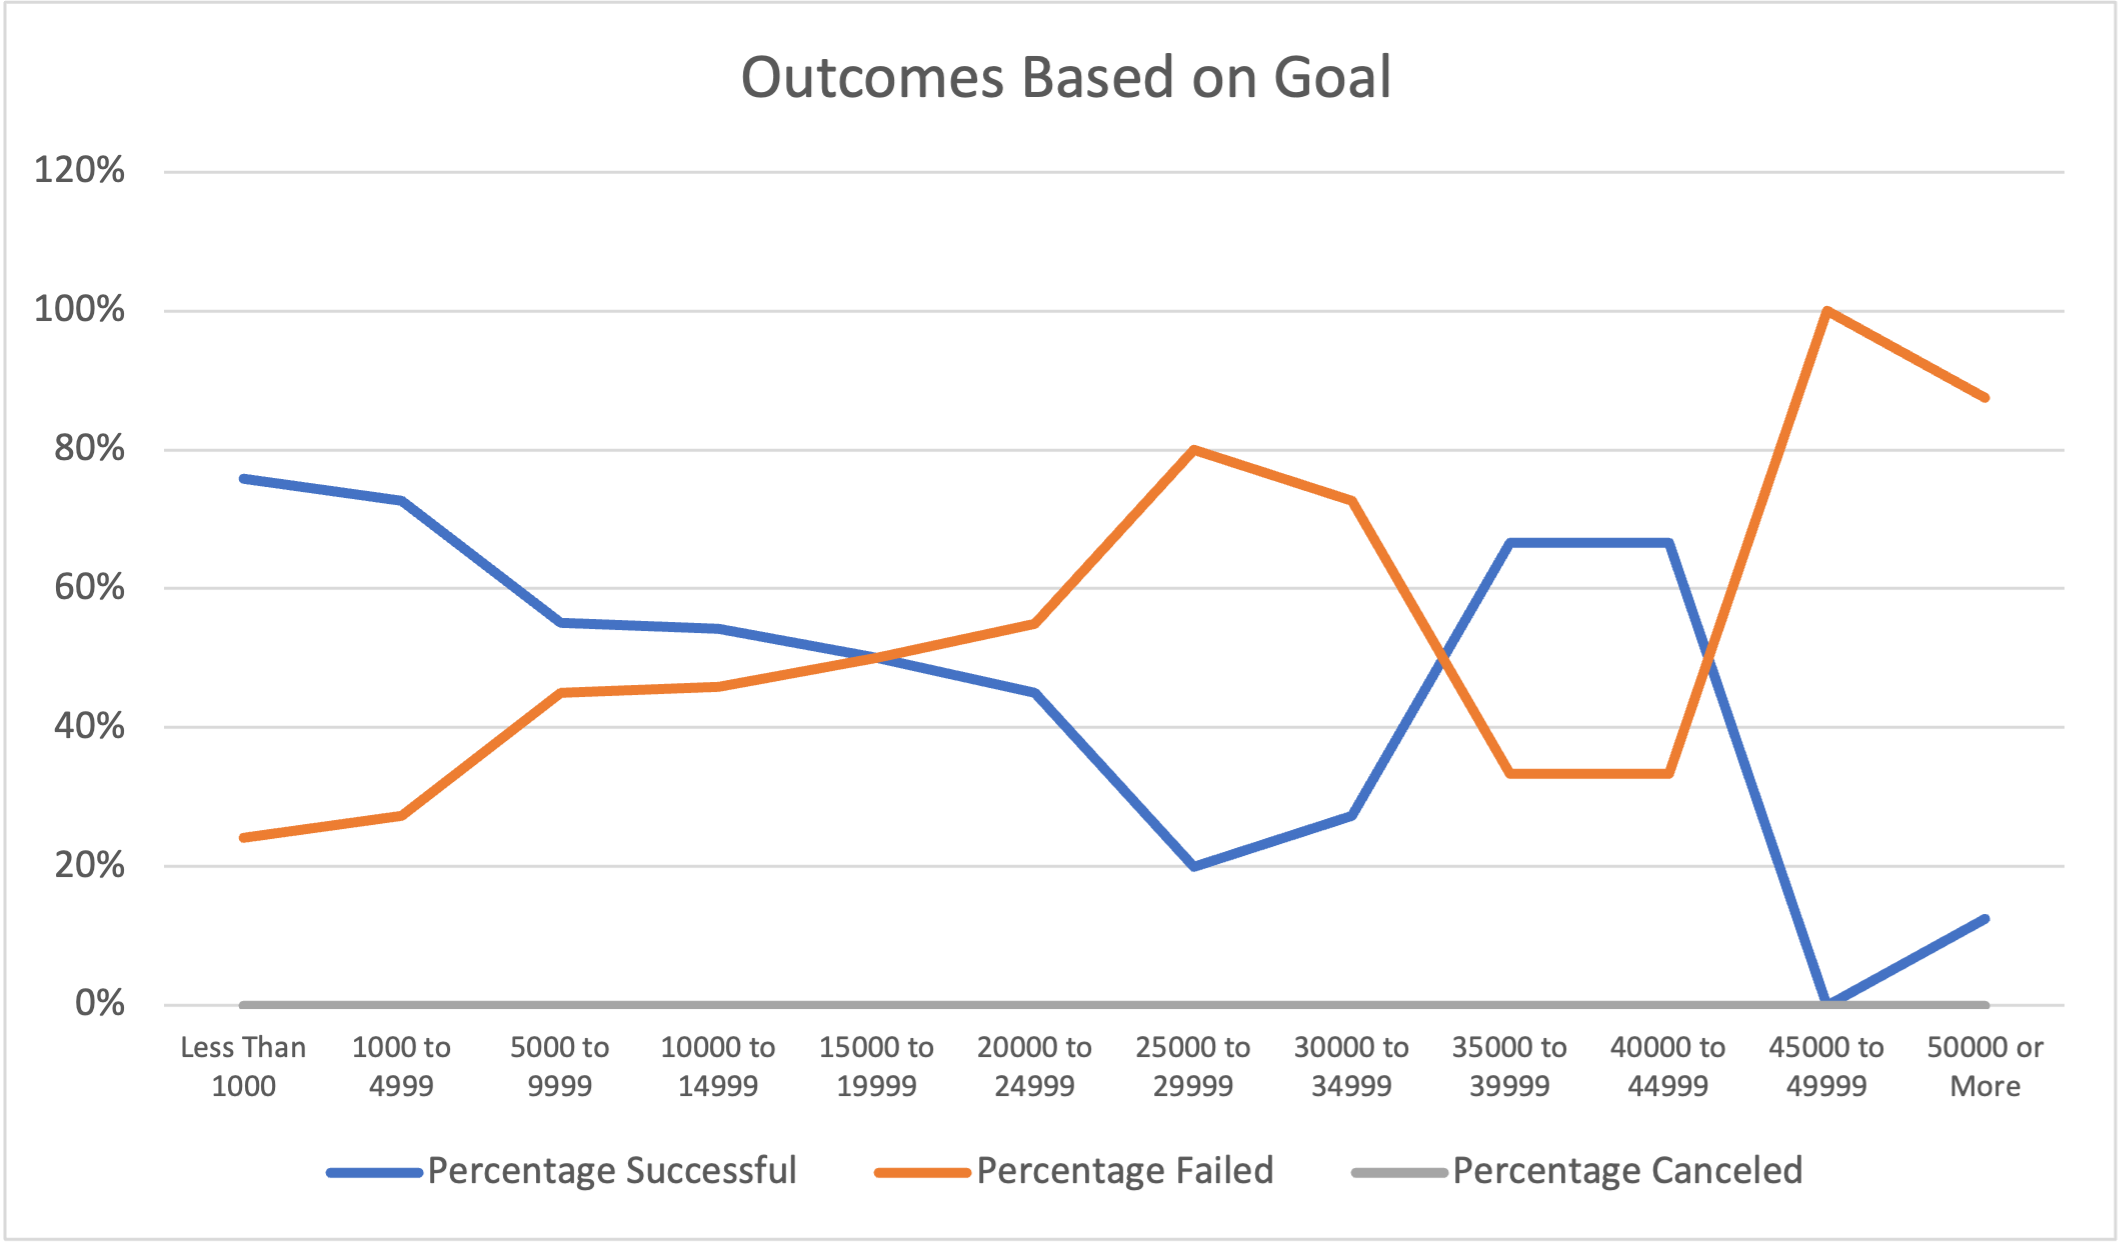 Outcomes Based on Goal
120%
100%
80%
60%
40%
20%
0%
Less Than 1000 to 5000 to 10000 to 15000 to 20000 to 25000 to 30000 to 35000 to 40000 to 45000 to 50000 or
1000 4999 9999 14999 19999 24999 29999 34999 39999 44999 49999 More
Percentage Successful Percentage Failed Percentage Canceled